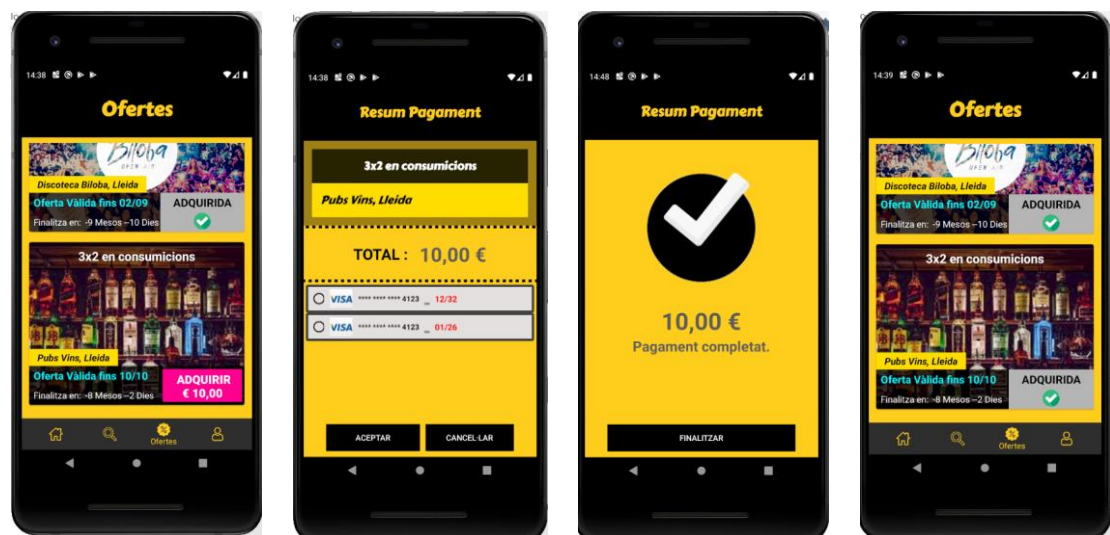 14:38
Ofertes
Biloba
OPEN AIR
Discoteca Biloba, Lleida
Oferta Vàlida fins 02/09
Finalitza en: -9 Mesos --10 Dies
ADQUIRIDA
3x2 en consumicions
Pubs Vins, Lleida
Oferta Vàlida fins 10/10
Finalitza en: -8 Mesos --2 Dies
ADQUIRIR
€ 10,00
Ofertes
14:38
Resum Pagament
3x2 en consumicions
Pubs Vins, Lleida
TOTAL : 10,00 €
VISA **** **** **** 4123 _ 12/32
VISA **** **** **** 4123 _ 01/26
ACEPTAR
CANCEL·LAR
14:48
Resum Pagament
10,00 €
Pagament completat.
FINALITZAR
14:39
Ofertes
Biloba
OPEN AIR
Discoteca Biloba, Lleida
Oferta Vàlida fins 02/09
Finalitza en: -9 Mesos --10 Dies
ADQUIRIDA
3x2 en consumicions
Pubs Vins, Lleida
Oferta Vàlida fins 10/10
Finalitza en: -8 Mesos --2 Dies
ADQUIRIDA
Ofertes